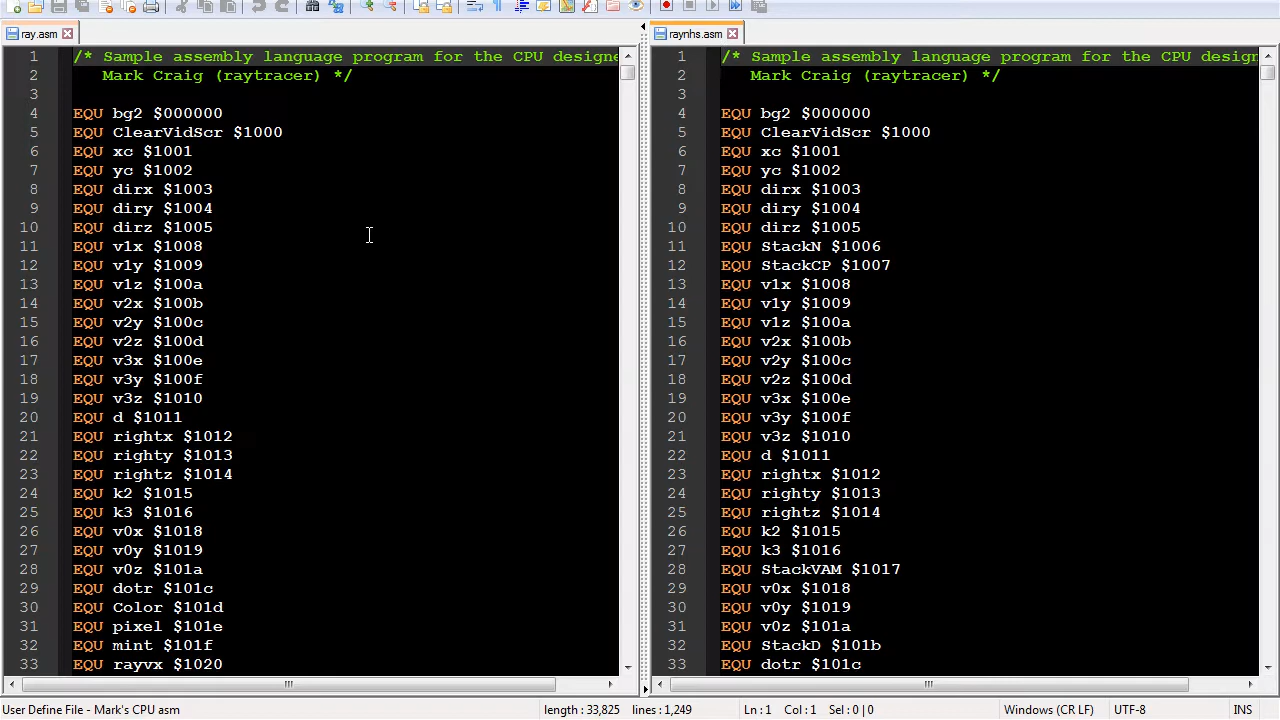 ray.asm
1 /* Sample assembly language program for the CPU designe
2 Mark Craig (raytracer) */
3
4 EQU bg2 $000000
5 EQU ClearVidScr $1000
6 EQU xc $1001
7 EQU yc $1002
8 EQU dirx $1003
9 EQU diry $1004
10 EQU dirz $1005
11 EQU v1x $1008
12 EQU v1y $1009
13 EQU v1z $100a
14 EQU v2x $100b
15 EQU v2y $100c
16 EQU v2z $100d
17 EQU v3x $100e
18 EQU v3y $100f
19 EQU v3z $1010
20 EQU d $1011
21 EQU rightx $1012
22 EQU righty $1013
23 EQU rightz $1014
24 EQU k2 $1015
25 EQU k3 $1016
26 EQU v0x $1018
27 EQU v0y $1019
28 EQU v0z $101a
29 EQU dotr $101c
30 EQU Color $101d
31 EQU pixel $101e
32 EQU mint $101f
33 EQU rayvx $1020
raynhs.asm
1 /* Sample assembly language program for the CPU design
2 Mark Craig (raytracer) */
3
4 EQU bg2 $000000
5 EQU ClearVidScr $1000
6 EQU xc $1001
7 EQU yc $1002
8 EQU dirx $1003
9 EQU diry $1004
10 EQU dirz $1005
11 EQU StackN $1006
12 EQU StackCP $1007
13 EQU v1x $1008
14 EQU v1y $1009
15 EQU v1z $100a
16 EQU v2x $100b
17 EQU v2y $100c
18 EQU v2z $100d
19 EQU v3x $100e
20 EQU v3y $100f
21 EQU v3z $1010
22 EQU d $1011
23 EQU rightx $1012
24 EQU righty $1013
25 EQU rightz $1014
26 EQU k2 $1015
27 EQU k3 $1016
28 EQU StackVAM $1017
29 EQU v0x $1018
30 EQU v0y $1019
31 EQU v0z $101a
32 EQU StackD $101b
33 EQU dotr $101c
User Define File - Mark's CPU asm length : 33,825 lines : 1,249 Ln : 1 Col : 1 Sel : 0 | 0 Windows (CR LF) UTF-8 INS